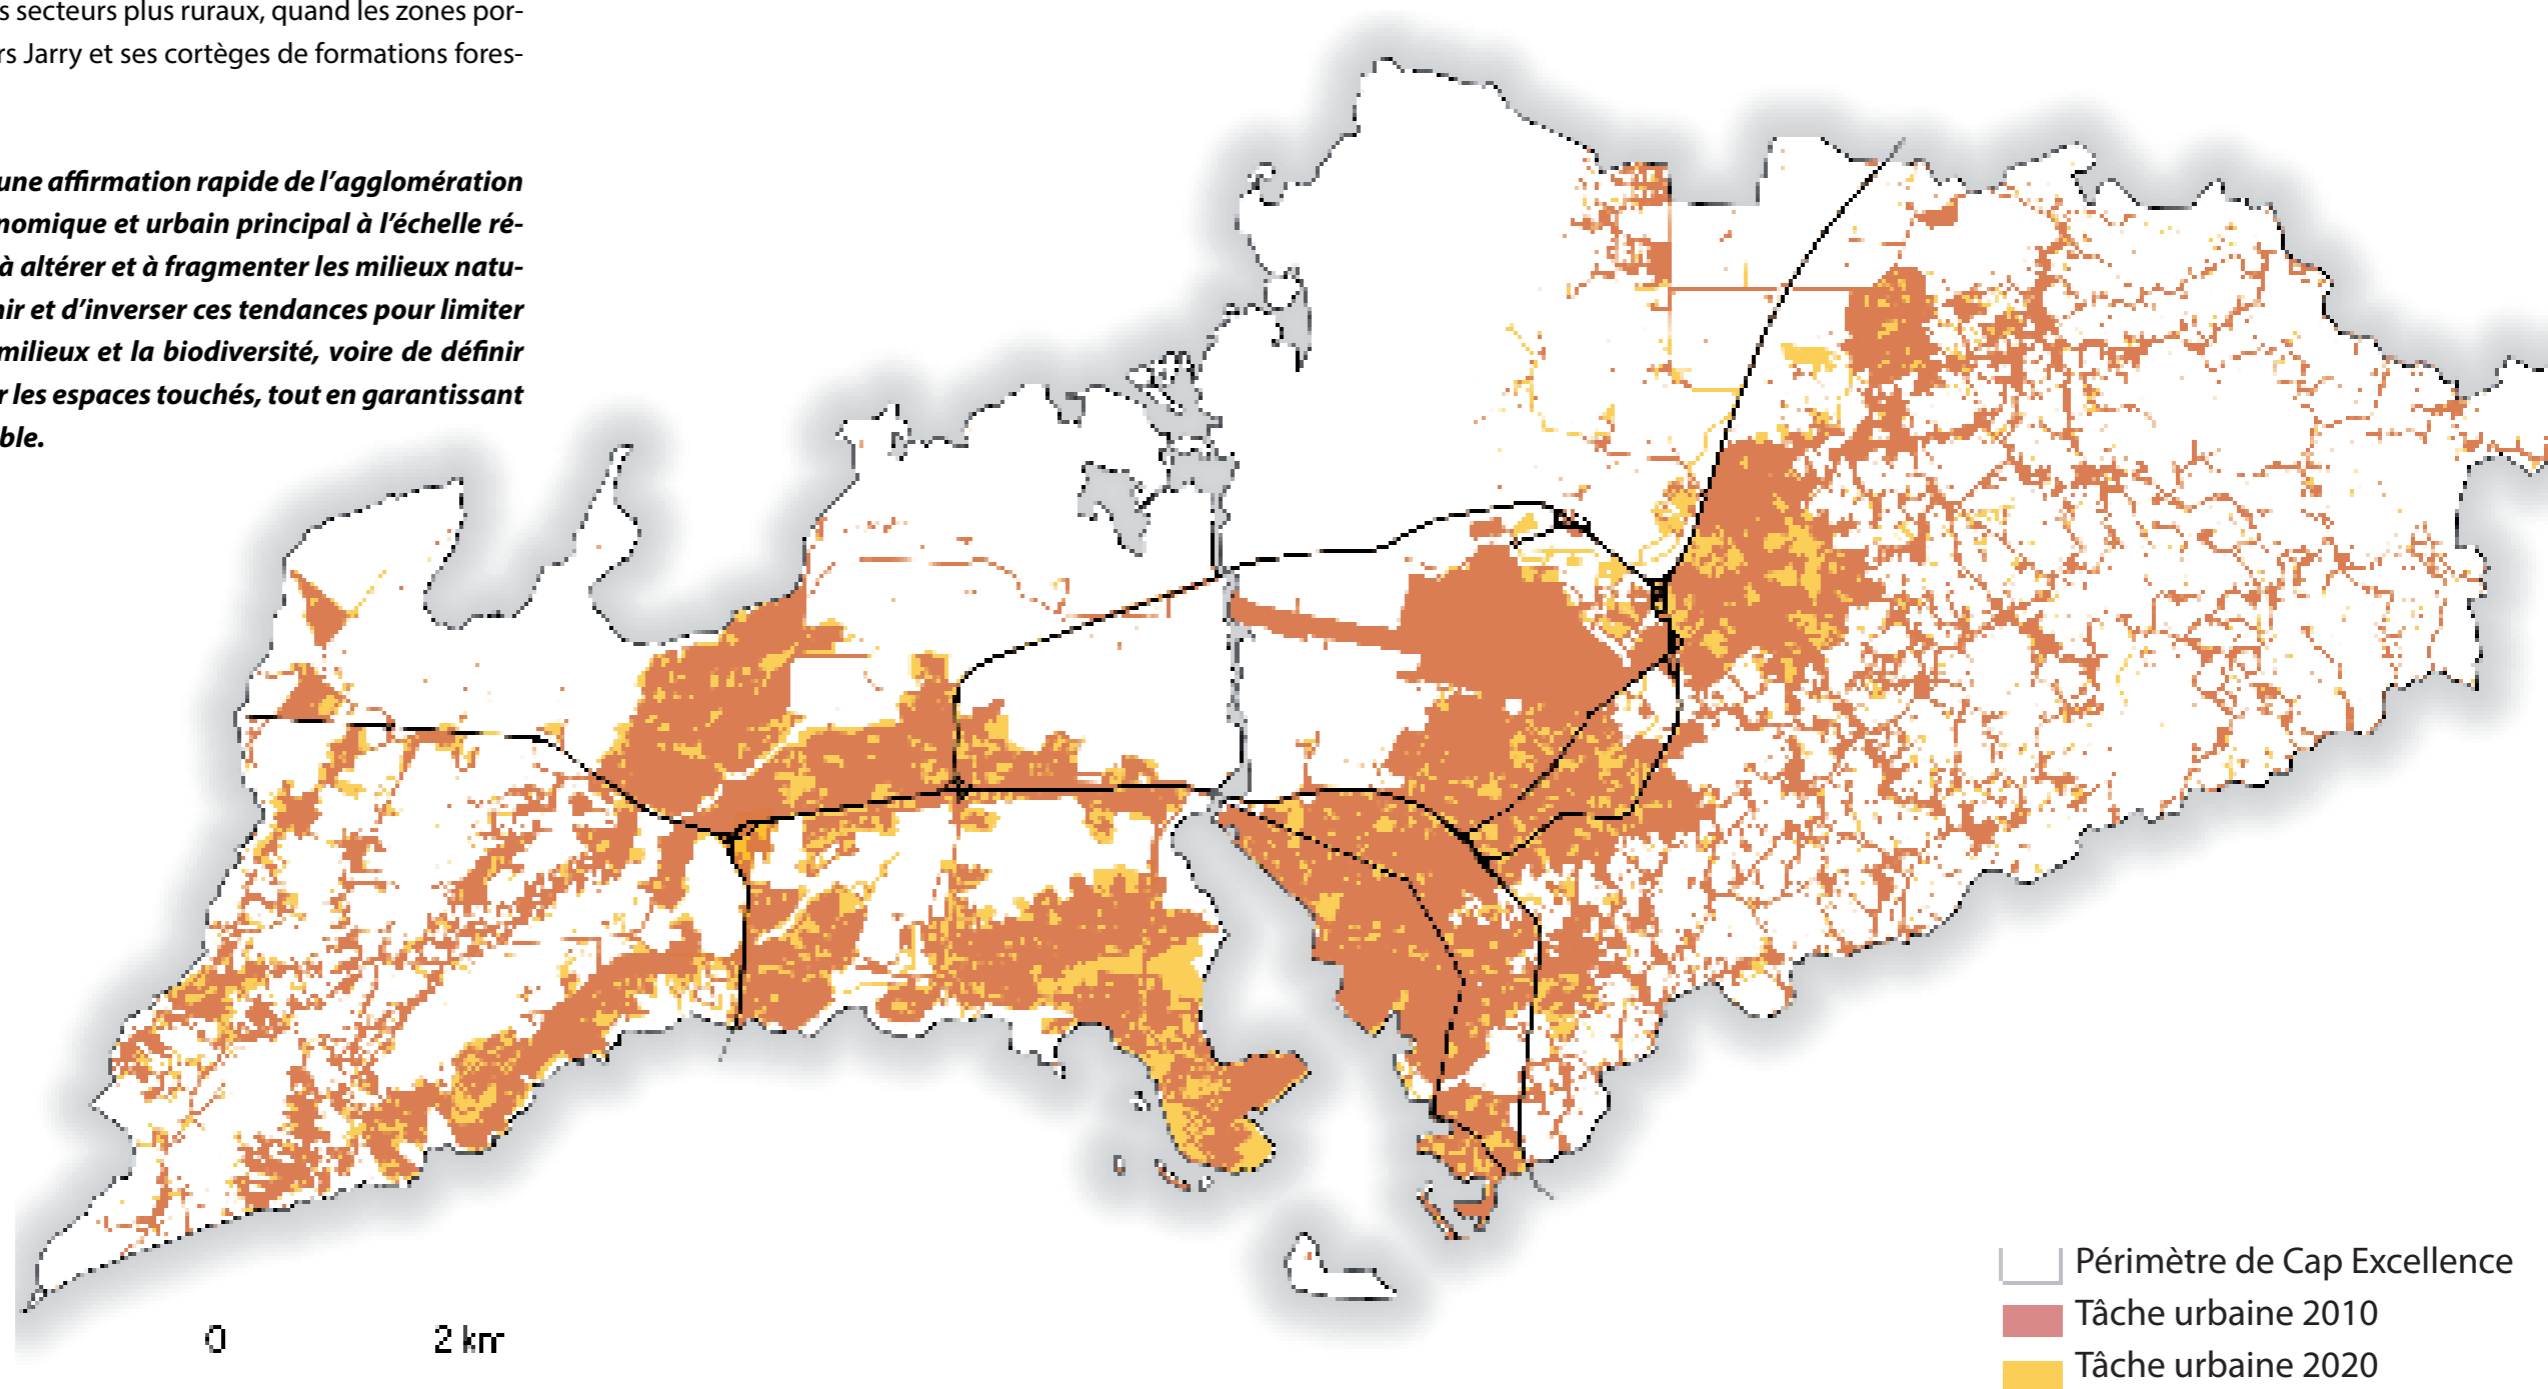 s secteurs plus ruraux, quand les zones por-
rs Jarry et ses cortèges de formations fores-
une affirmation rapide de l'agglomération
nomique et urbain principal à l'échelle ré-
à altérer et à fragmenter les milieux natu-
nir et d'inverser ces tendances pour limiter
milieux et la biodiversité, voire de définir
r les espaces touchés, tout en garantissant
ble.
0 2 km
Périmètre de Cap Excellence
Tâche urbaine 2010
Tâche urbaine 2020